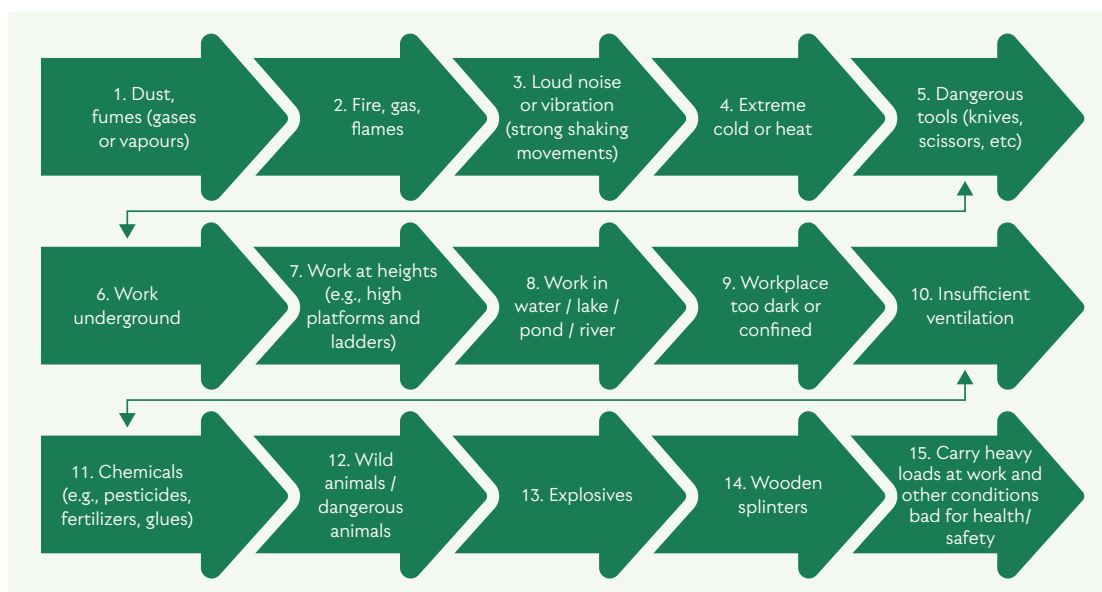 1. Dust,
fumes (gases
or vapours)
2. Fire, gas,
flames
3. Loud noise
or vibration
(strong shaking
movements)
4. Extreme
cold or heat
5. Dangerous
tools (knives,
scissors, etc)
6. Work
underground
7. Work at heights
(e.g., high
platforms and
ladders)
8. Work in
water / lake /
pond / river
9. Workplace
too dark or
confined
10. Insufficient
ventilation
11. Chemicals
(e.g., pesticides,
fertilizers, glues)
12. Wild
animals /
dangerous
animals
13. Explosives
14. Wooden
splinters
15. Carry heavy
loads at work and
other conditions
bad for health/
safety